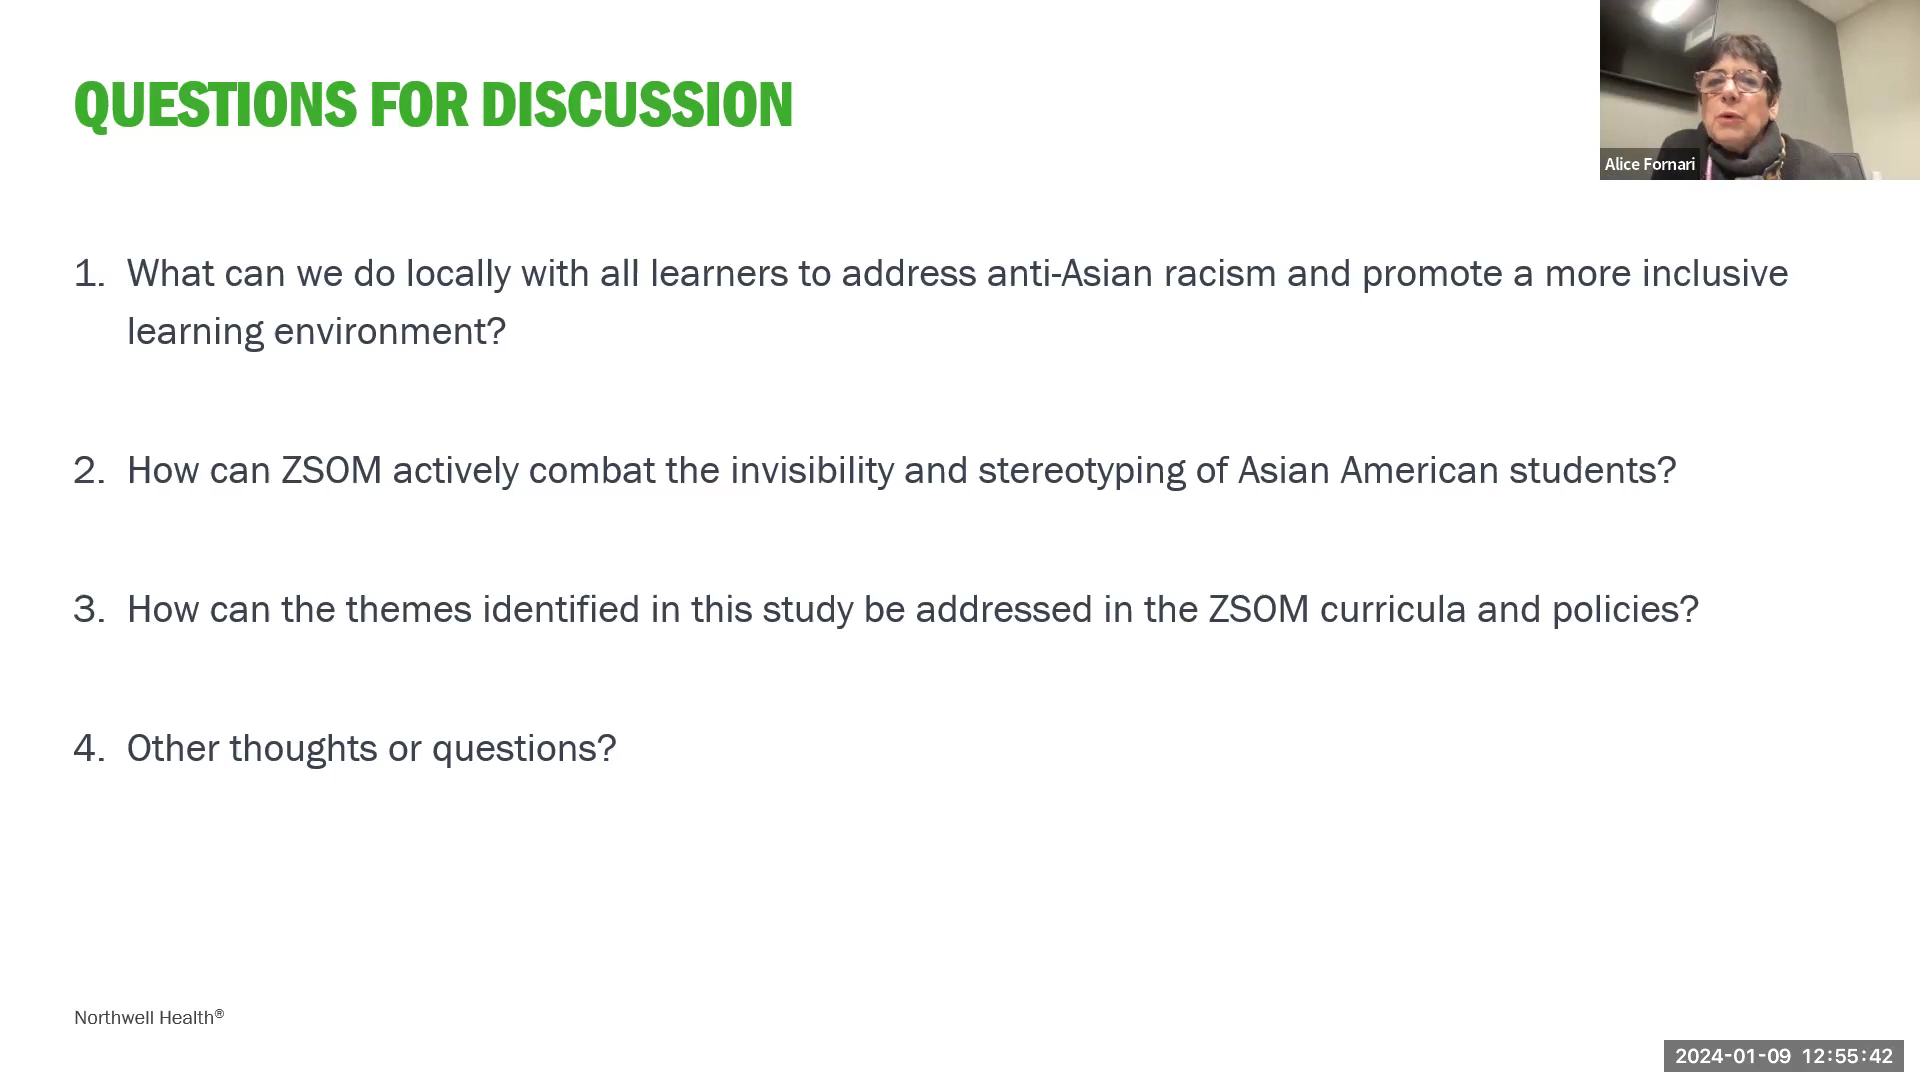 QUESTIONS FOR DISCUSSION
Alice Fornari
1. What can we do locally with all learners to address anti-Asian racism and promote a more inclusive
learning environment?
2. How can ZSOM actively combat the invisibility and stereotyping of Asian American students?
3. How can the themes identified in this study be addressed in the ZSOM curricula and policies?
4. Other thoughts or questions?
Northwell Health®
2024-01-09 12:55:42